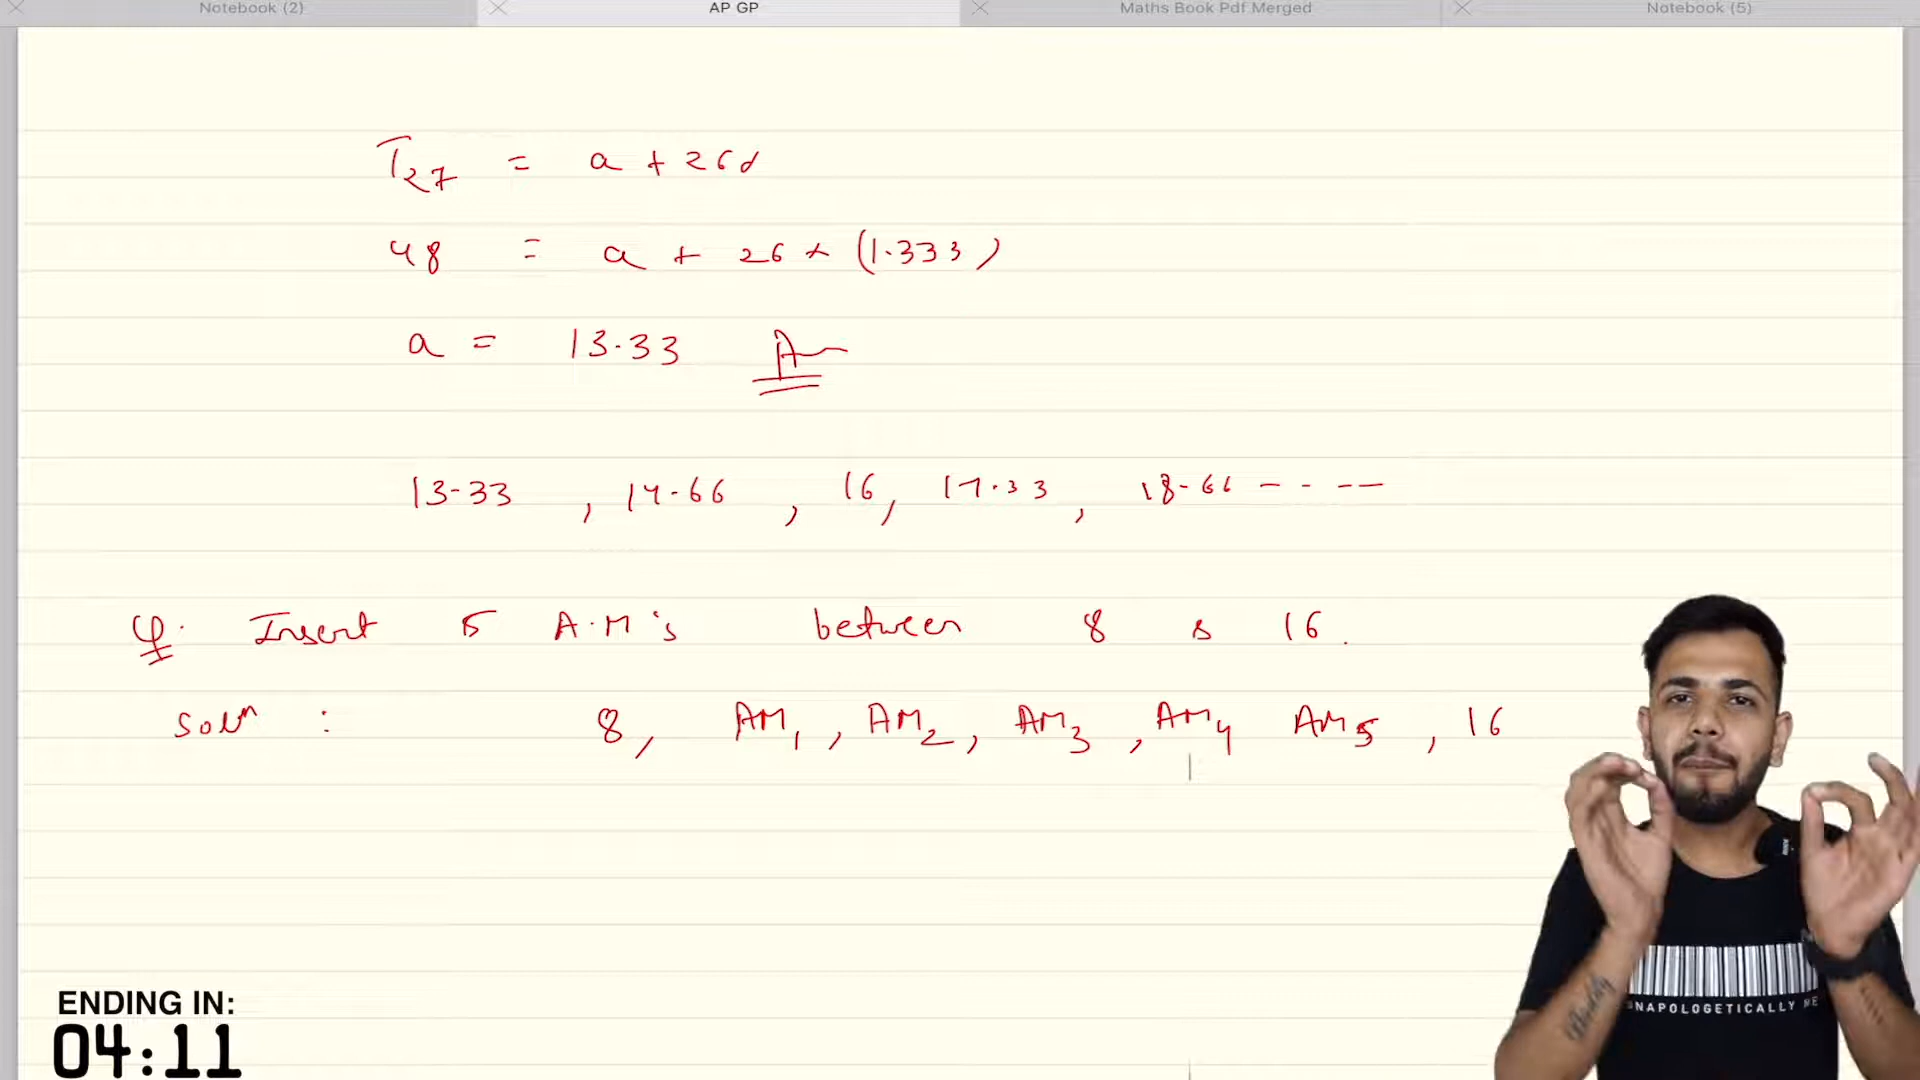 Notebook (2) AP GP Maths Book Pdf Merged Notebook (5)
T27 = a + 26d
48 = a + 26 × (1.333)
a = 13.33 A
13.33 , 14.66 , 16, 17.33 , 18.66 - - - -
Q. Insert 5 A.M's between 8 & 16.
Soln : 8, AM1, AM2, AM3, AM4 AM5, 16
ENDING IN:
04:11
UNAPOLOGETICALLY ME